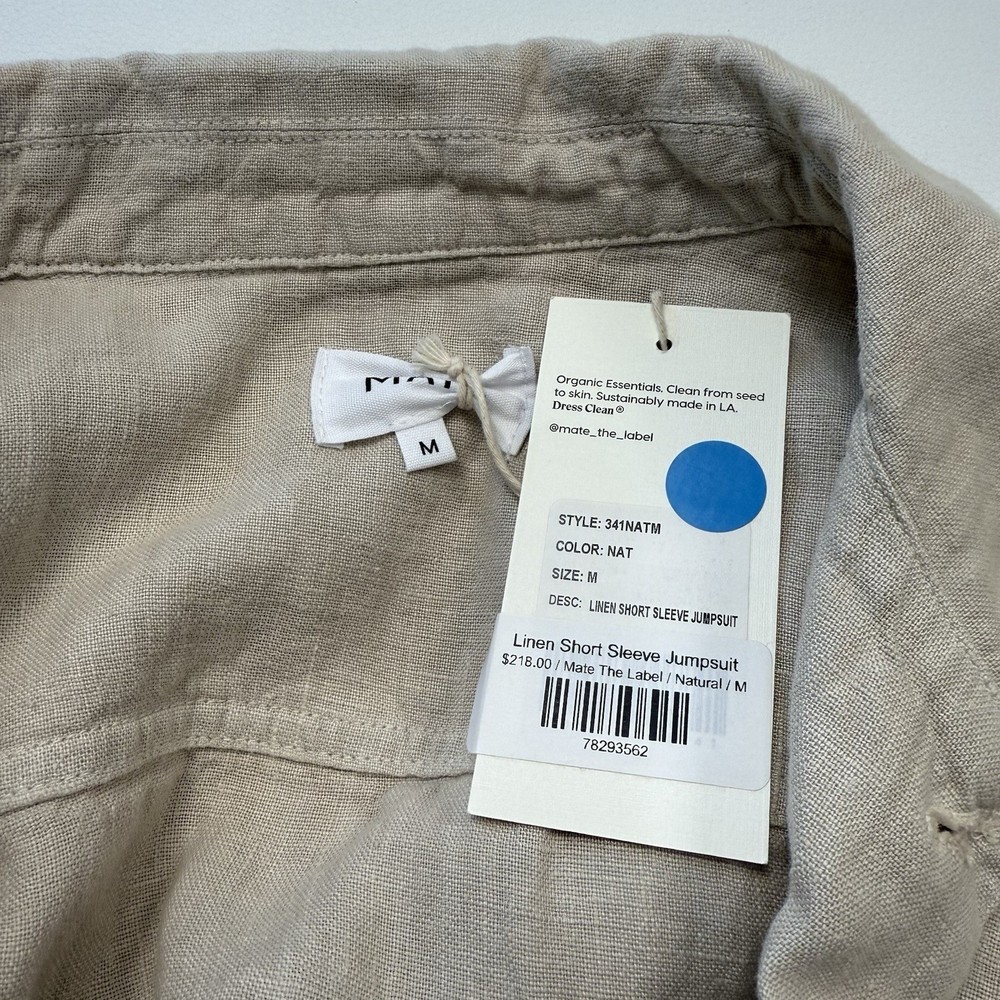 M
Organic Essentials. Clean from seed
to skin. Sustainably made in LA.
Dress Clean®
@mate_the_label
STYLE: 341NATM
COLOR: NAT
SIZE: M
DESC: LINEN SHORT SLEEVE JUMPSUIT
Linen Short Sleeve Jumpsuit
$218.00 / Mate The Label / Natural / M
78293562